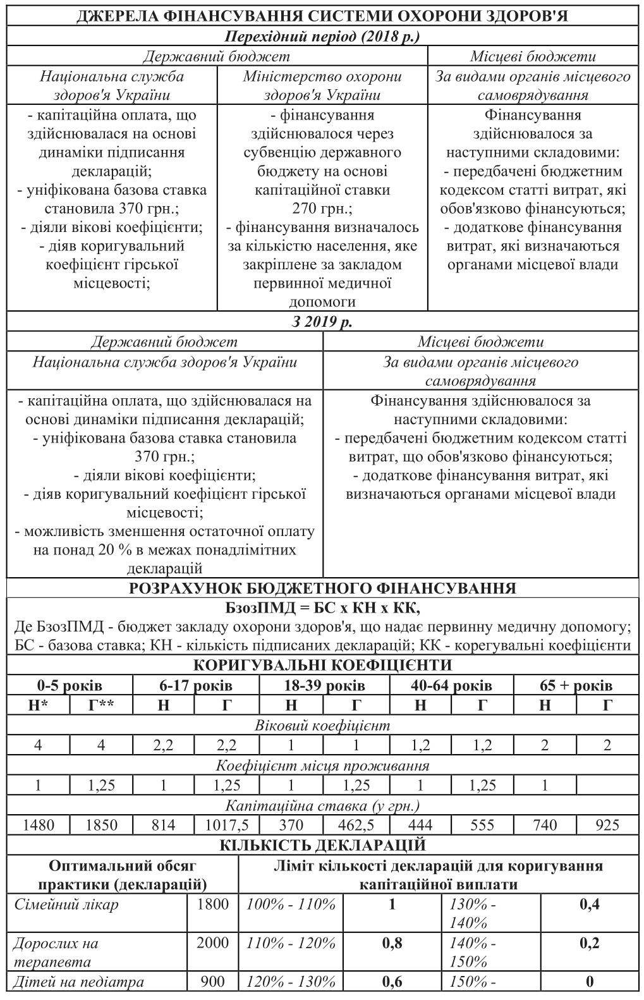 ДЖЕРЕЛА ФІНАНСУВАННЯ СИСТЕМИ ОХОРОНИ ЗДОРОВ'Я
Перехідний період (2018 р.)
Державний бюджет
Місцеві бюджети
Національна служба
здоров'я України
Міністерство охорони
здоров'я України
За видами органів місцевого
самоврядування
- капітаційна оплата, що
здійснювалася на основі
динаміки підписання
декларацій;
- уніфікована базова ставка
становила 370 грн.;
- діяли вікові коефіцієнти;
- діяв коригувальний
коефіцієнт гірської
місцевості;
- фінансування
здійснювалося через
субвенцію державного
бюджету на основі
капітаційної ставки
270 грн.;
- фінансування визначалось
за кількістю населення, яке
закріплене за закладом
первинної медичної
допомоги
Фінансування
здійснювалося за
наступними складовими:
- передбачені бюджетним
кодексом статті витрат, які
обов'язково фінансуються;
- додаткове фінансування
витрат, які визначаються
органами місцевої влади
З 2019 р.
Державний бюджет
Місцеві бюджети
Національна служба здоров'я України
За видами органів місцевого
самоврядування
- капітаційна оплата, що здійснювалася на
основі динаміки підписання декларацій;
- уніфікована базова ставка становила
370 грн.;
- діяли вікові коефіцієнти;
- діяв коригувальний коефіцієнт гірської
місцевості;
- можливість зменшення остаточної оплату
на понад 20 % в межах понадлімітних
декларацій
Фінансування здійснювалося за
наступними складовими:
- передбачені бюджетним кодексом статті
витрат, що обов'язково фінансуються;
- додаткове фінансування витрат, які
визначаються органами місцевої влади
РОЗРАХУНОК БЮДЖЕТНОГО ФІНАНСУВАННЯ
БзозПМД = БС х КН х КК,
Де БзозПМД - бюджет закладу охорони здоров'я, що надає первинну медичну допомогу;
БС - базова ставка; КН - кількість підписаних декларацій; КК - корегувальні коефіцієнти
КОРИГУВАЛЬНІ КОЕФІЦІЄНТИ
0-5 років 6-17 років 18-39 років 40-64 років 65 + років
Н* Г** Н Г Н Г Н Г Н Г
Віковий коефіцієнт
4 4 2,2 2,2 1 1 1,2 1,2 2 2
Коефіцієнт місця проживання
1 1,25 1 1,25 1 1,25 1 1,25 1
Капітаційна ставка (у грн.)
1480 1850 814 1017,5 370 462,5 444 555 740 925
КІЛЬКІСТЬ ДЕКЛАРАЦІЙ
Оптимальний обсяг
практики (декларацій)
Ліміт кількості декларацій для коригування
капітаційної виплати
Сімейний лікар 1800 100% - 110% 1 130% -
140% 0,4
Дорослих на
терапевта 2000 110% - 120% 0,8 140% -
150% 0,2
Дітей на педіатра 900 120% - 130% 0,6 150% - 0